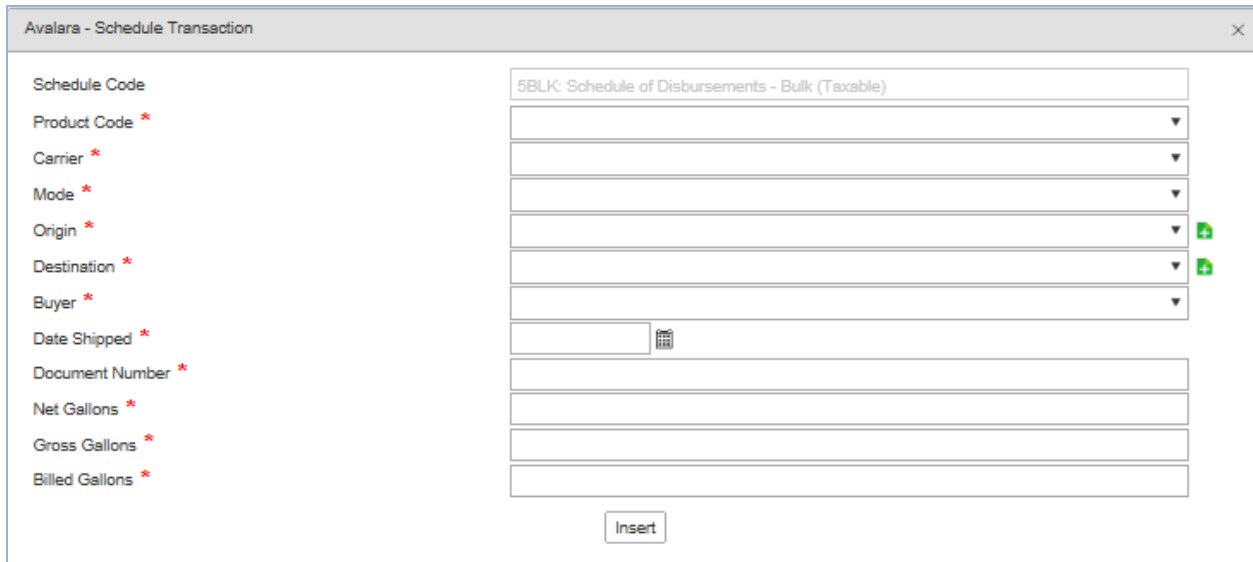 Avalara - Schedule Transaction
Schedule Code 5BLK: Schedule of Disbursements - Bulk (Taxable)
Product Code *
Carrier *
Mode *
Origin *
Destination *
Buyer *
Date Shipped *
Document Number *
Net Gallons *
Gross Gallons *
Billed Gallons *
Insert